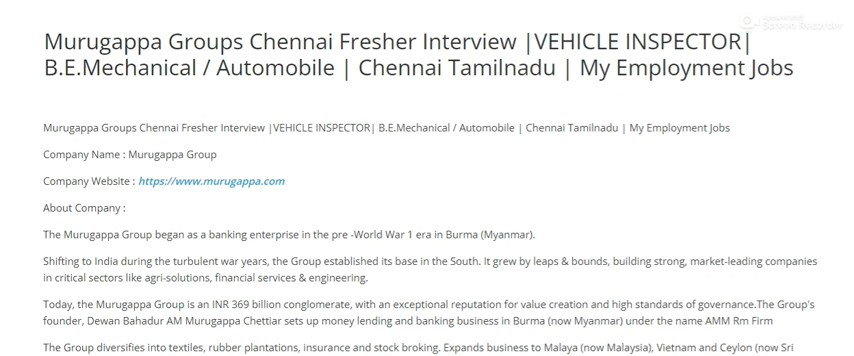 Screen Recorder
Murugappa Groups Chennai Fresher Interview |VEHICLE INSPECTOR|
B.E.Mechanical / Automobile | Chennai Tamilnadu | My Employment Jobs
Murugappa Groups Chennai Fresher Interview |VEHICLE INSPECTOR| B.E.Mechanical / Automobile | Chennai Tamilnadu | My Employment Jobs
Company Name : Murugappa Group
Company Website : https://www.murugappa.com
About Company :
The Murugappa Group began as a banking enterprise in the pre -World War 1 era in Burma (Myanmar).
Shifting to India during the turbulent war years, the Group established its base in the South. It grew by leaps & bounds, building strong, market-leading companies
in critical sectors like agri-solutions, financial services & engineering.
Today, the Murugappa Group is an INR 369 billion conglomerate, with an exceptional reputation for value creation and high standards of governance.The Group's
founder, Dewan Bahadur AM Murugappa Chettiar sets up money lending and banking business in Burma (now Myanmar) under the name AMM Rm Firm
The Group diversifies into textiles, rubber plantations, insurance and stock broking. Expands business to Malaya (now Malaysia), Vietnam and Ceylon (now Sri